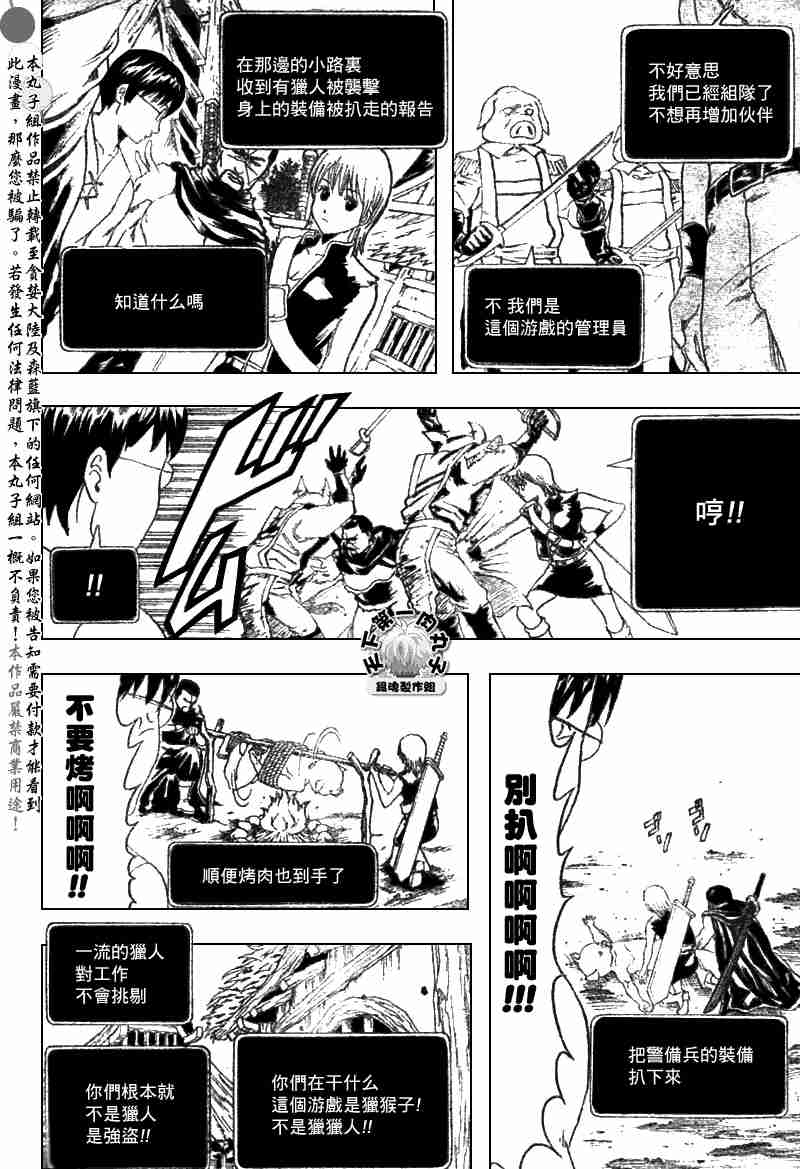 不好意思
我們已經組隊了
不想再增加伙伴
不 我們是
這個游戲的管理員
在那邊的小路裏
收到有獵人被襲擊
身上的裝備被扒走的報告
知道什么嗎
哼!!
!!
別扒啊啊啊啊!!!
把警備兵的裝備
扒下來
不要烤啊啊啊!!
順便烤肉也到手了
一流的獵人
對工作
不會挑剔
你們在干什么
這個游戲是獵猴子!
不是獵獵人!!
你們根本就
不是獵人
是強盜!!
本丸子組作品禁止轉載至貪婪大陸及森藍旗下的任何網站。如果您被告知需要付款才能看到
此漫畫，那麼您被騙了。若發生任何法律問題，本丸子組一概不負責！本作品嚴禁商業用途！
天下第一肉丸子
銀魂製作組